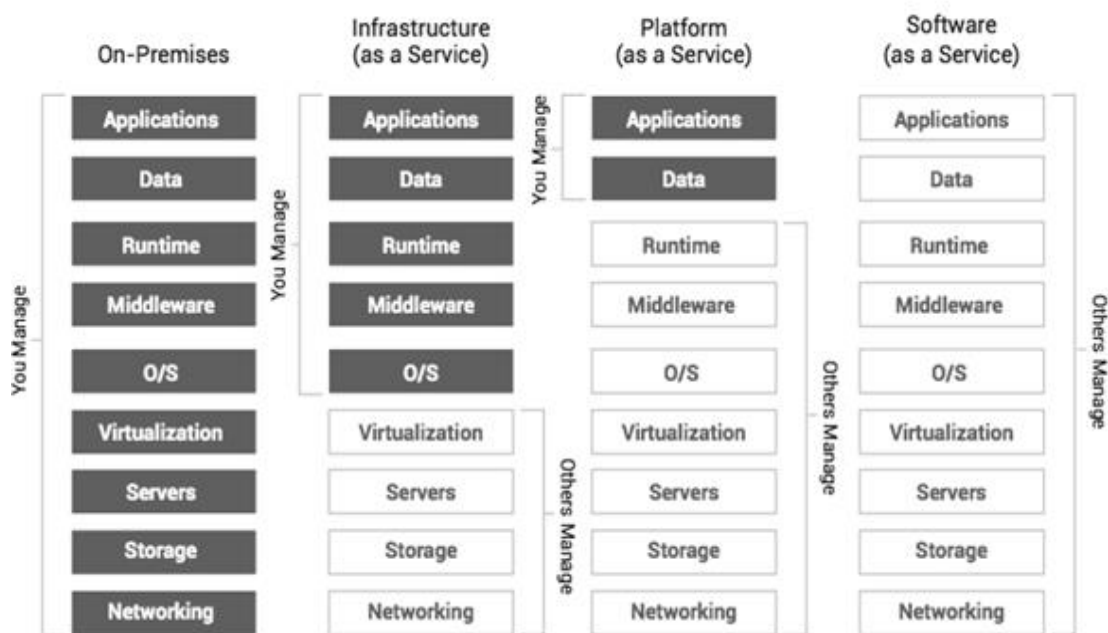 On-Premises
Infrastructure
(as a Service)
Platform
(as a Service)
Software
(as a Service)
You Manage
Applications
Data
Runtime
Middleware
O/S
Virtualization
Servers
Storage
Networking
You Manage
Applications
Data
Runtime
Middleware
O/S
Virtualization
Servers
Storage
Networking
Others Manage
You Manage
Applications
Data
Runtime
Middleware
O/S
Virtualization
Servers
Storage
Networking
Others Manage
Applications
Data
Runtime
Middleware
O/S
Virtualization
Servers
Storage
Networking
Others Manage